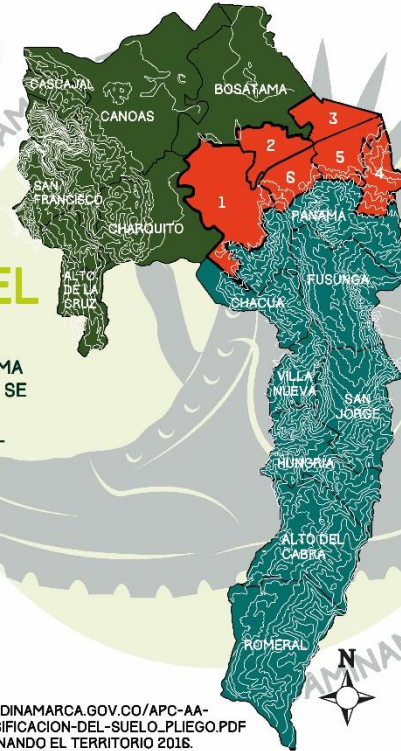 CASCAJAL
CANOAS
BOSATAMA
3
2
5
4
SAN
FRANCISCO
1
6
PANAMA
CHARQUITO
FUSUNGA
EL
ALTO
DE LA
CRUZ
CHACUA
MA
SE
L
VILLA
NUEVA
SAN
JORGE
HUNGRIA
ALTO DEL
CABRA
ROMERAL
N
AMINAM
DINAMARCA.GOV.CO/APC-AA-
SIFICACION-DEL-SUELO_PLIEGO.PDF
NANDO EL TERRITORIO 2016.